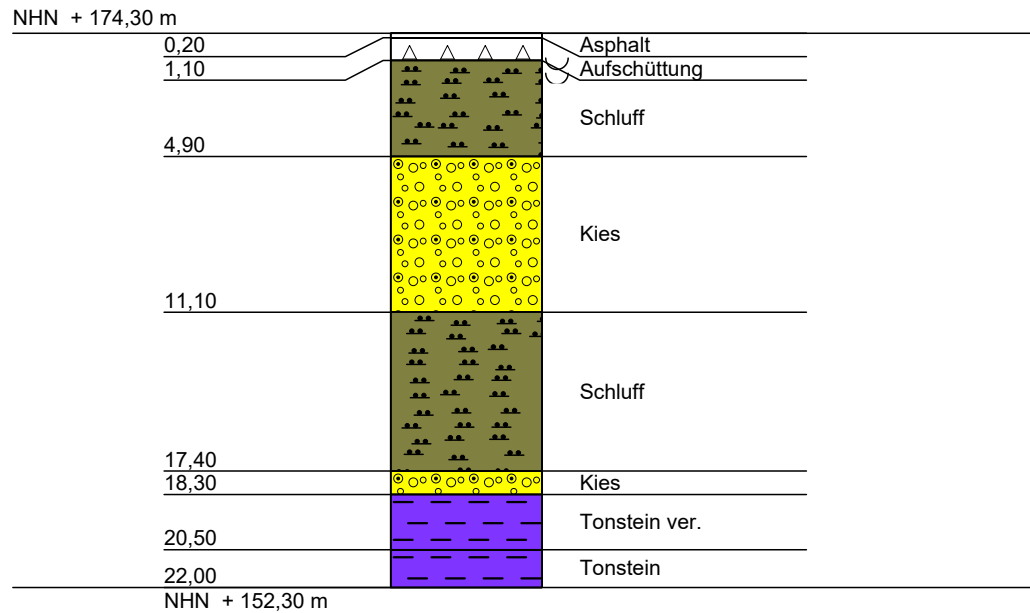 NHN + 174,30 m
0,20 Asphalt
1,10 Aufschüttung
Schluff
4,90
Kies
11,10
Schluff
17,40
18,30 Kies
Tonstein ver.
20,50
Tonstein
22,00
NHN + 152,30 m